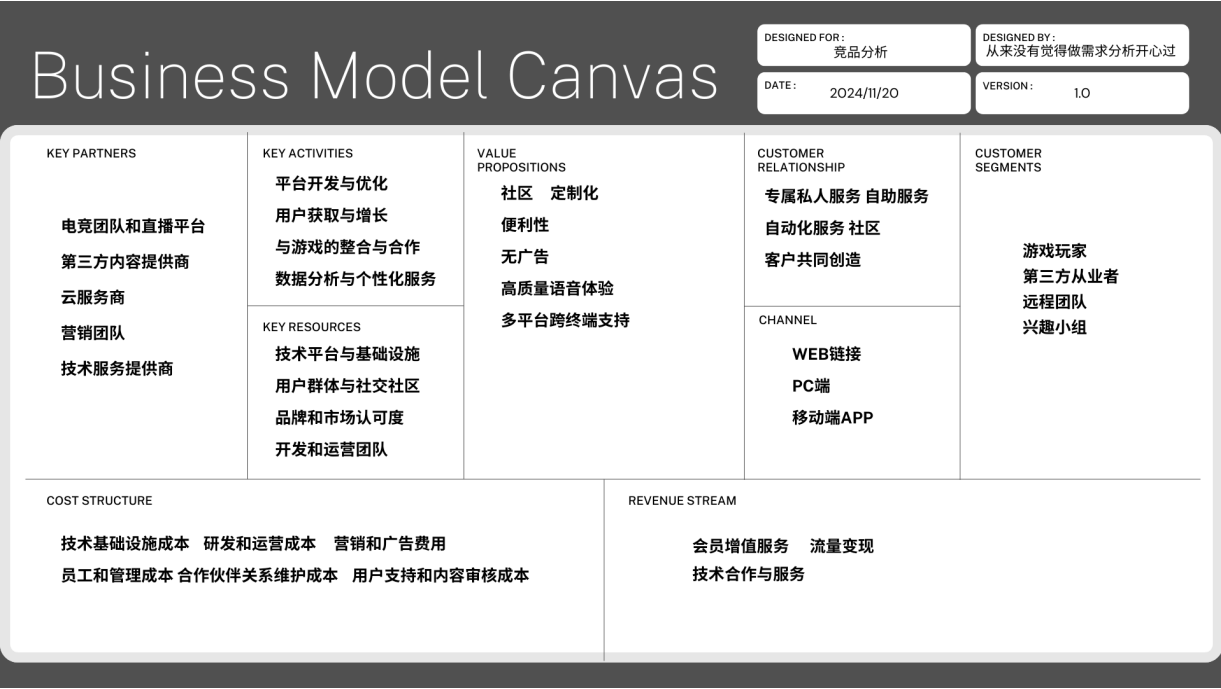 Business Model Canvas
DESIGNED FOR :
竞品分析
DESIGNED BY :
从来没有觉得做需求分析开心过
DATE :
2024/11/20
VERSION :
1.0
KEY PARTNERS
电竞团队和直播平台
第三方内容提供商
云服务商
营销团队
技术服务提供商
KEY ACTIVITIES
平台开发与优化
用户获取与增长
与游戏的整合与合作
数据分析与个性化服务
KEY RESOURCES
技术平台与基础设施
用户群体与社交社区
品牌和市场认可度
开发和运营团队
VALUE
PROPOSITIONS
社区 定制化
便利性
无广告
高质量语音体验
多平台跨终端支持
CUSTOMER
RELATIONSHIP
专属私人服务 自助服务
自动化服务 社区
客户共同创造
CHANNEL
WEB链接
PC端
移动端APP
CUSTOMER
SEGMENTS
游戏玩家
第三方从业者
远程团队
兴趣小组
COST STRUCTURE
技术基础设施成本 研发和运营成本 营销和广告费用
员工和管理成本 合作伙伴关系维护成本 用户支持和内容审核成本
REVENUE STREAM
会员增值服务 流量变现
技术合作与服务